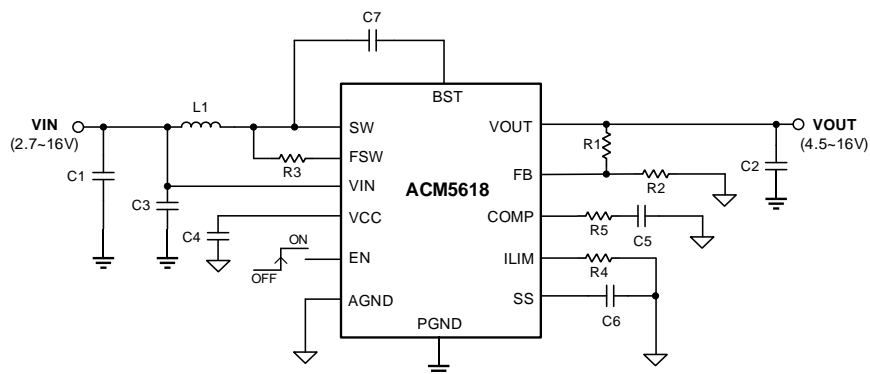 C7
BST
L1
VIN
(2.7~16V)
SW
VOUT
VOUT
(4.5~16V)
R1
FSW
R3
C1
C2
FB
R2
VIN
ACM5618
C3
VCC
COMP
R5
C5
C4
ON
OFF
EN
ILIM
R4
AGND
SS
C6
PGND